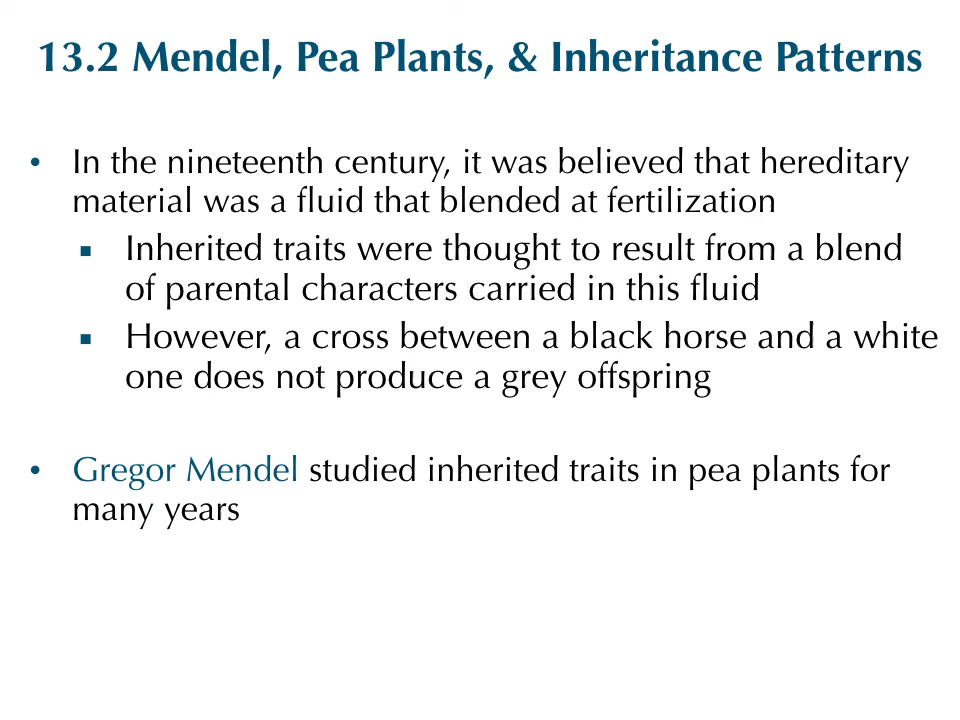 13.2 Mendel, Pea Plants, & Inheritance Patterns
• In the nineteenth century, it was believed that hereditary
material was a fluid that blended at fertilization
▪ Inherited traits were thought to result from a blend
of parental characters carried in this fluid
▪ However, a cross between a black horse and a white
one does not produce a grey offspring
• Gregor Mendel studied inherited traits in pea plants for
many years